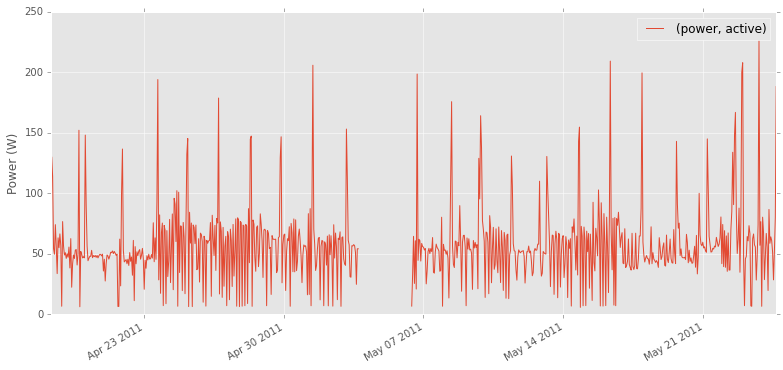 250
(power, active)
200
150
Power (W)
100
50
0
Apr 23 2011
Apr 30 2011
May 07 2011
May 14 2011
May 21 2011